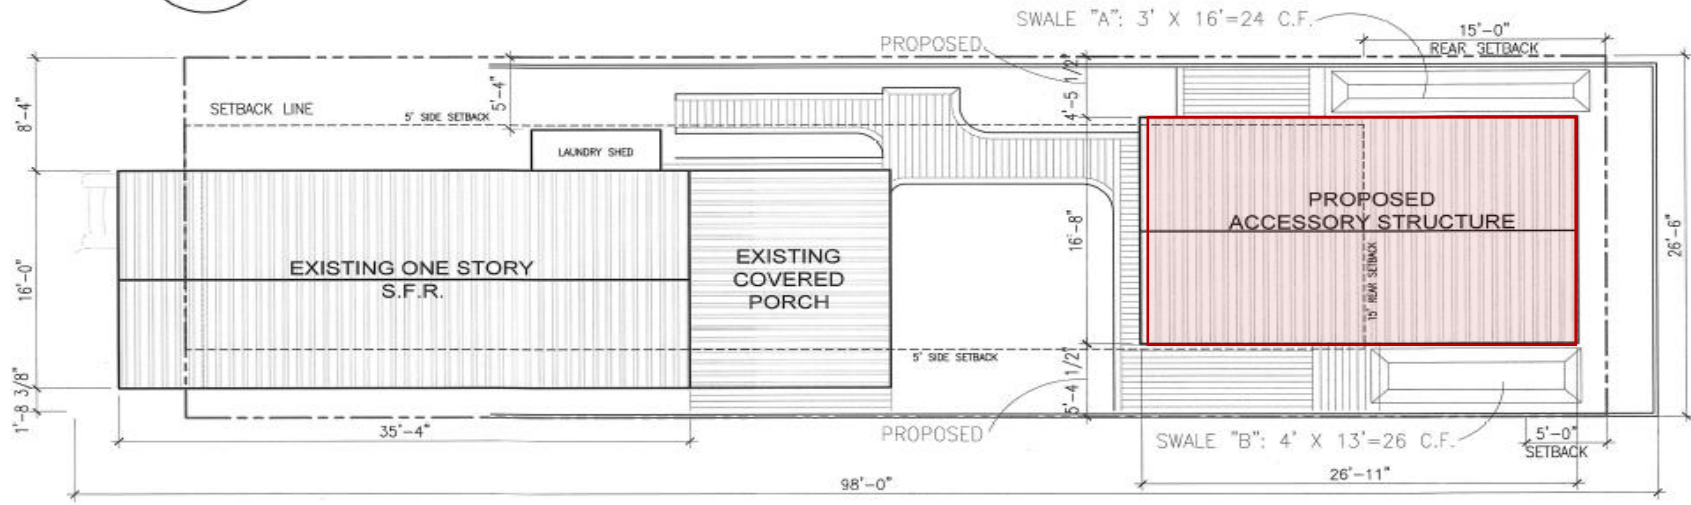 SWALE "A": 3' X 16'=24 C.F.
PROPOSED
15'-0"
REAR SETBACK
8'-4"
SETBACK LINE
5' SIDE SETBACK
5'-4"
4'-5 1/2"
LAUNDRY SHED
PROPOSED
ACCESSORY STRUCTURE
15' REAR SETBACK
16'-8"
26'-6"
16'-0"
EXISTING ONE STORY
S.F.R.
EXISTING
COVERED
PORCH
5' SIDE SETBACK
1'-8 3/8"
5'-4 1/2"
35'-4"
PROPOSED
SWALE "B": 4' X 13'=26 C.F.
5'-0"
SETBACK
26'-11"
98'-0"